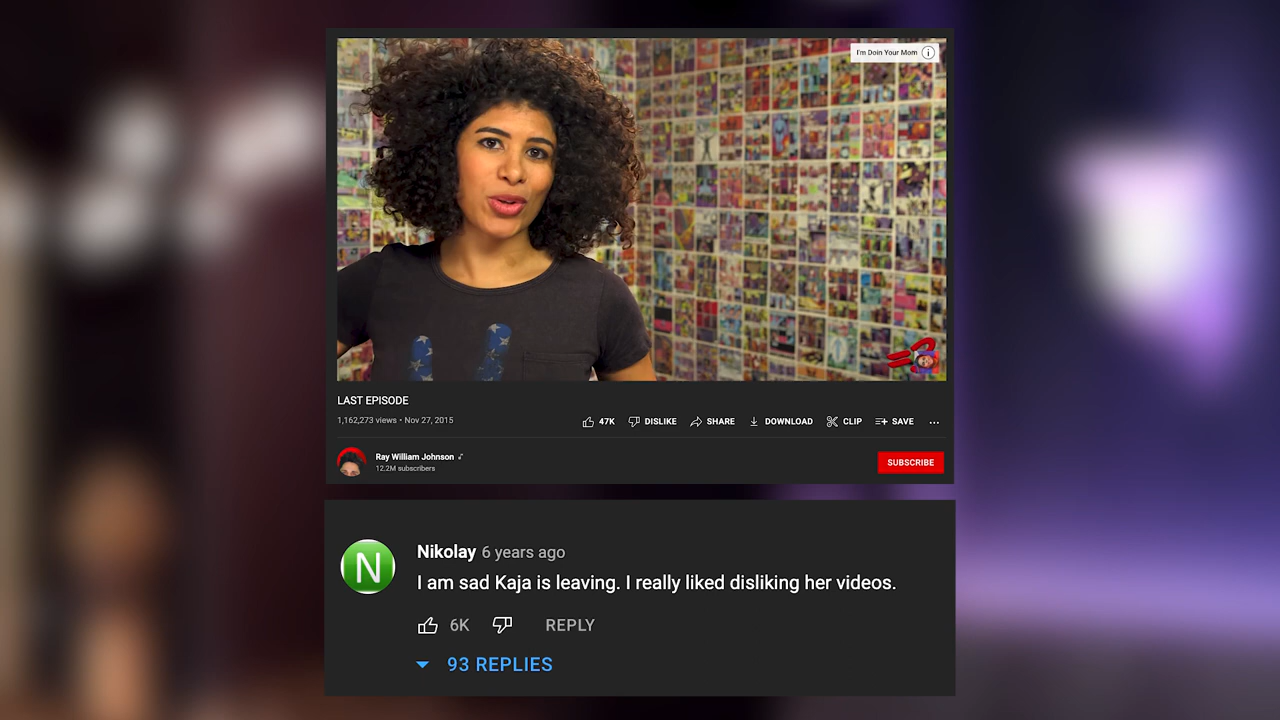 I'm Doin Your Mom
LAST EPISODE
1,162,273 views • Nov 27, 2015
47K DISLIKE SHARE DOWNLOAD CLIP SAVE ...
Ray William Johnson
12.2M subscribers
SUBSCRIBE
N
Nikolay 6 years ago
I am sad Kaja is leaving. I really liked disliking her videos.
6K REPLY
93 REPLIES